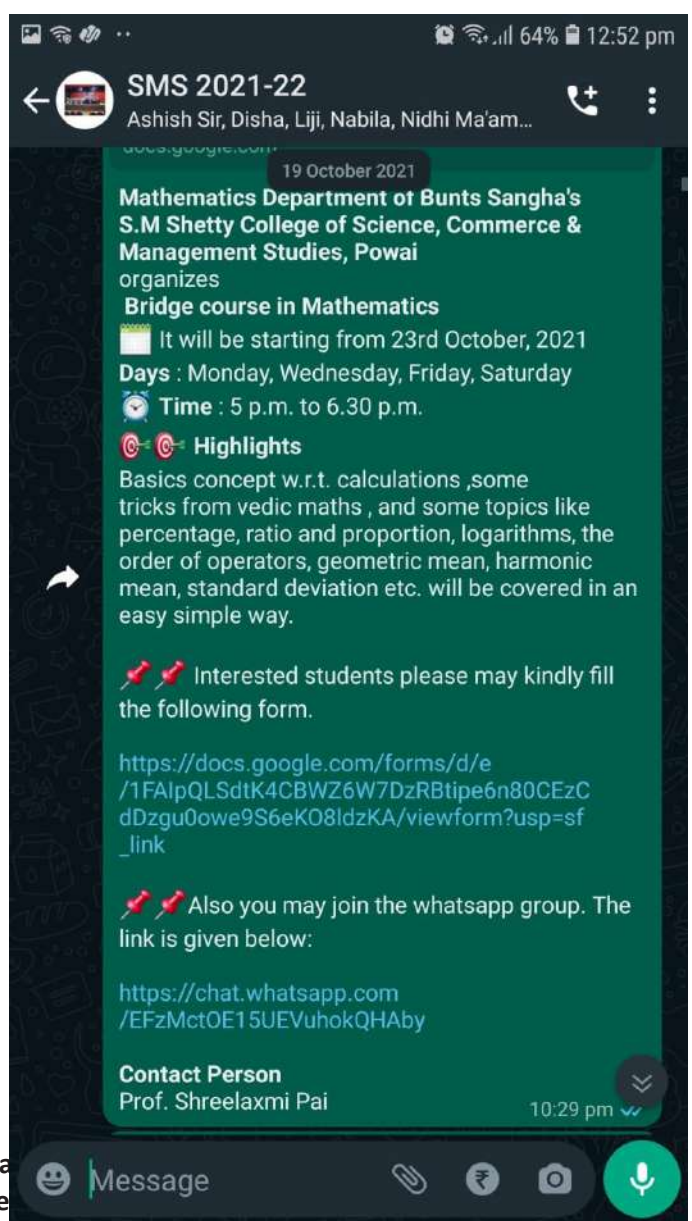 64% 12:52 pm
SMS 2021-22
Ashish Sir, Disha, Liji, Nabila, Nidhi Ma'am...
docs.google.com
19 October 2021
Mathematics Department of Bunts Sangha's
S.M Shetty College of Science, Commerce &
Management Studies, Powai
organizes
Bridge course in Mathematics
It will be starting from 23rd October, 2021
Days : Monday, Wednesday, Friday, Saturday
Time : 5 p.m. to 6.30 p.m.
Highlights
Basics concept w.r.t. calculations ,some
tricks from vedic maths , and some topics like
percentage, ratio and proportion, logarithms, the
order of operators, geometric mean, harmonic
mean, standard deviation etc. will be covered in an
easy simple way.
Interested students please may kindly fill
the following form.
https://docs.google.com/forms/d/e
/1FAIpQLSdtK4CBWZ6W7DzRBtipe6n80CEzC
dDzgu0owe9S6eKO8ldzKA/viewform?usp=sf
_link
Also you may join the whatsapp group. The
link is given below:
https://chat.whatsapp.com
/EFzMctOE15UEVuhokQHAby
Contact Person
Prof. Shreelaxmi Pai
10:29 pm
Message